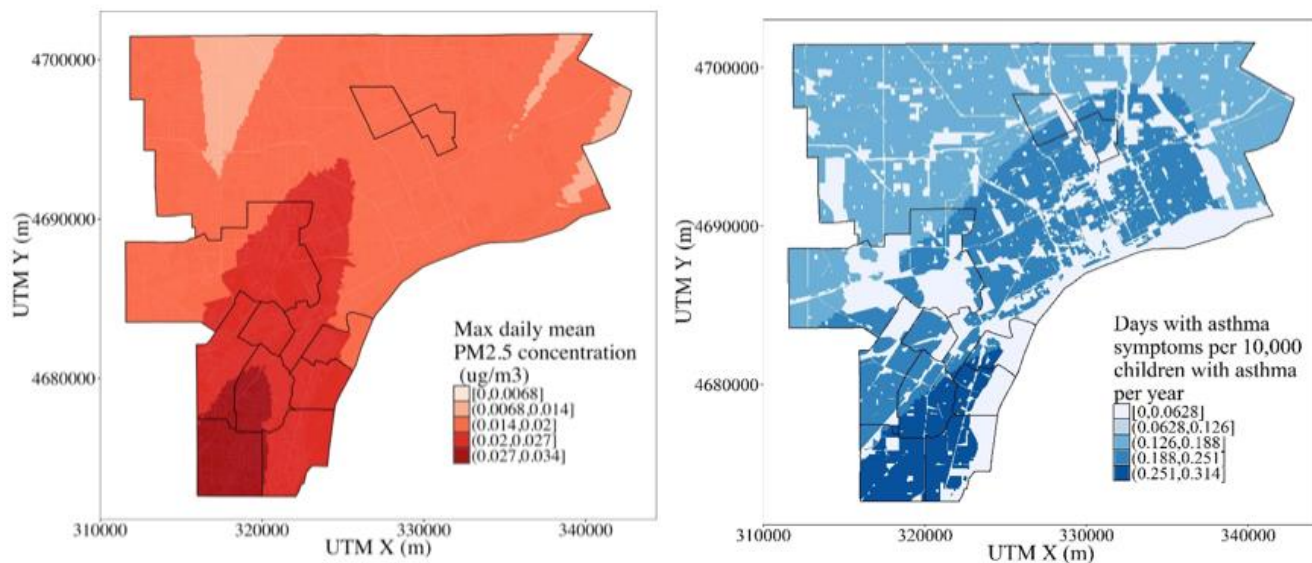 4700000
4690000
4680000
UTM Y (m)
310000 320000 330000 340000
UTM X (m)
Max daily mean
PM2.5 concentration
(ug/m3)
[0,0.0068]
(0.0068,0.014]
(0.014,0.02]
(0.02,0.027]
(0.027,0.034]
4700000
4690000
4680000
UTM Y (m)
310000 320000 330000 340000
UTM X (m)
Days with asthma
symptoms per 10,000
children with asthma
per year
[0,0.0628]
(0.0628,0.126]
(0.126,0.188]
(0.188,0.251]
(0.251,0.314]